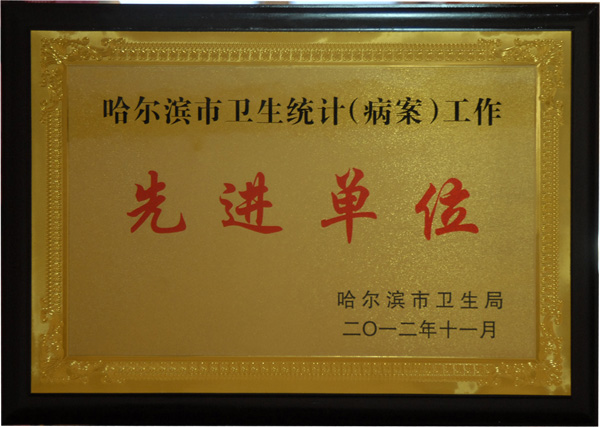 哈尔滨市卫生统计(病案)工作
先进单位
哈尔滨市卫生局
二〇一二年十一月